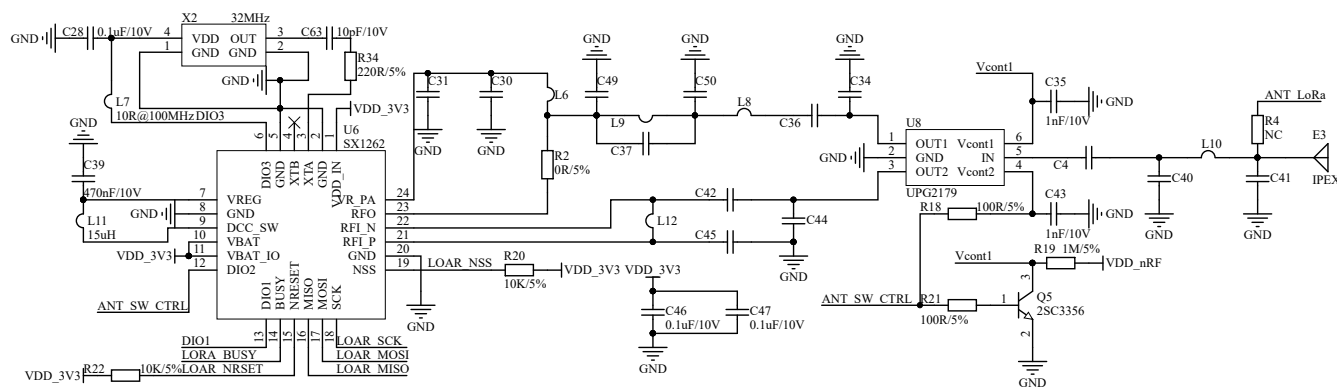 X2
32MHz
C28
0.1uF/10V
4
VDD
OUT
3
C63
10pF/10V
GND
1
GND
GND
2
R34
220R/5%
GND
L7
10R@100MHz
DIO3
VDD_3V3
6
5
4
3
2
1
U6
SX1262
DIO3
GND
XTB
XTA
GND
VDD_IN
GND
C39
470nF/10V
7
VREG
GND
8
GND
L11
15uH
9
DCC_SW
10
VBAT
VDD_3V3
11
VBAT_IO
12
DIO2
ANT_SW_CTRL
VR_PA
24
RFO
23
RFI_N
22
RFI_P
21
GND
20
NSS
19
DIO1
BUSY
NRESET
MISO
MOSI
SCK
13
14
15
16
17
18
DIO1
LORA_BUSY
LOAR_SCK
LOAR_MOSI
LOAR_MISO
VDD_3V3
R22
10K/5%
LOAR_NRSET
LOAR_NSS
R20
10K/5%
VDD_3V3
GND
C31
GND
C30
GND
L6
R2
0R/5%
GND
C49
L9
C37
GND
C50
L8
C36
GND
C34
C42
L12
C45
C44
GND
VDD_3V3
C46
0.1uF/10V
C47
0.1uF/10V
GND
U8
1
OUT1
Vcont1
6
GND
2
GND
IN
5
3
OUT2
Vcont2
4
UPG2179
Vcont1
C35
1nF/10V
GND
C4
C40
GND
L10
ANT_LoRa
R4
NC
C41
GND
E3
IPEX
R18
100R/5%
C43
1nF/10V
GND
Vcont1
R19
1M/5%
VDD_nRF
ANT_SW_CTRL
R21
100R/5%
1
3
Q5
2SC3356
2
GND